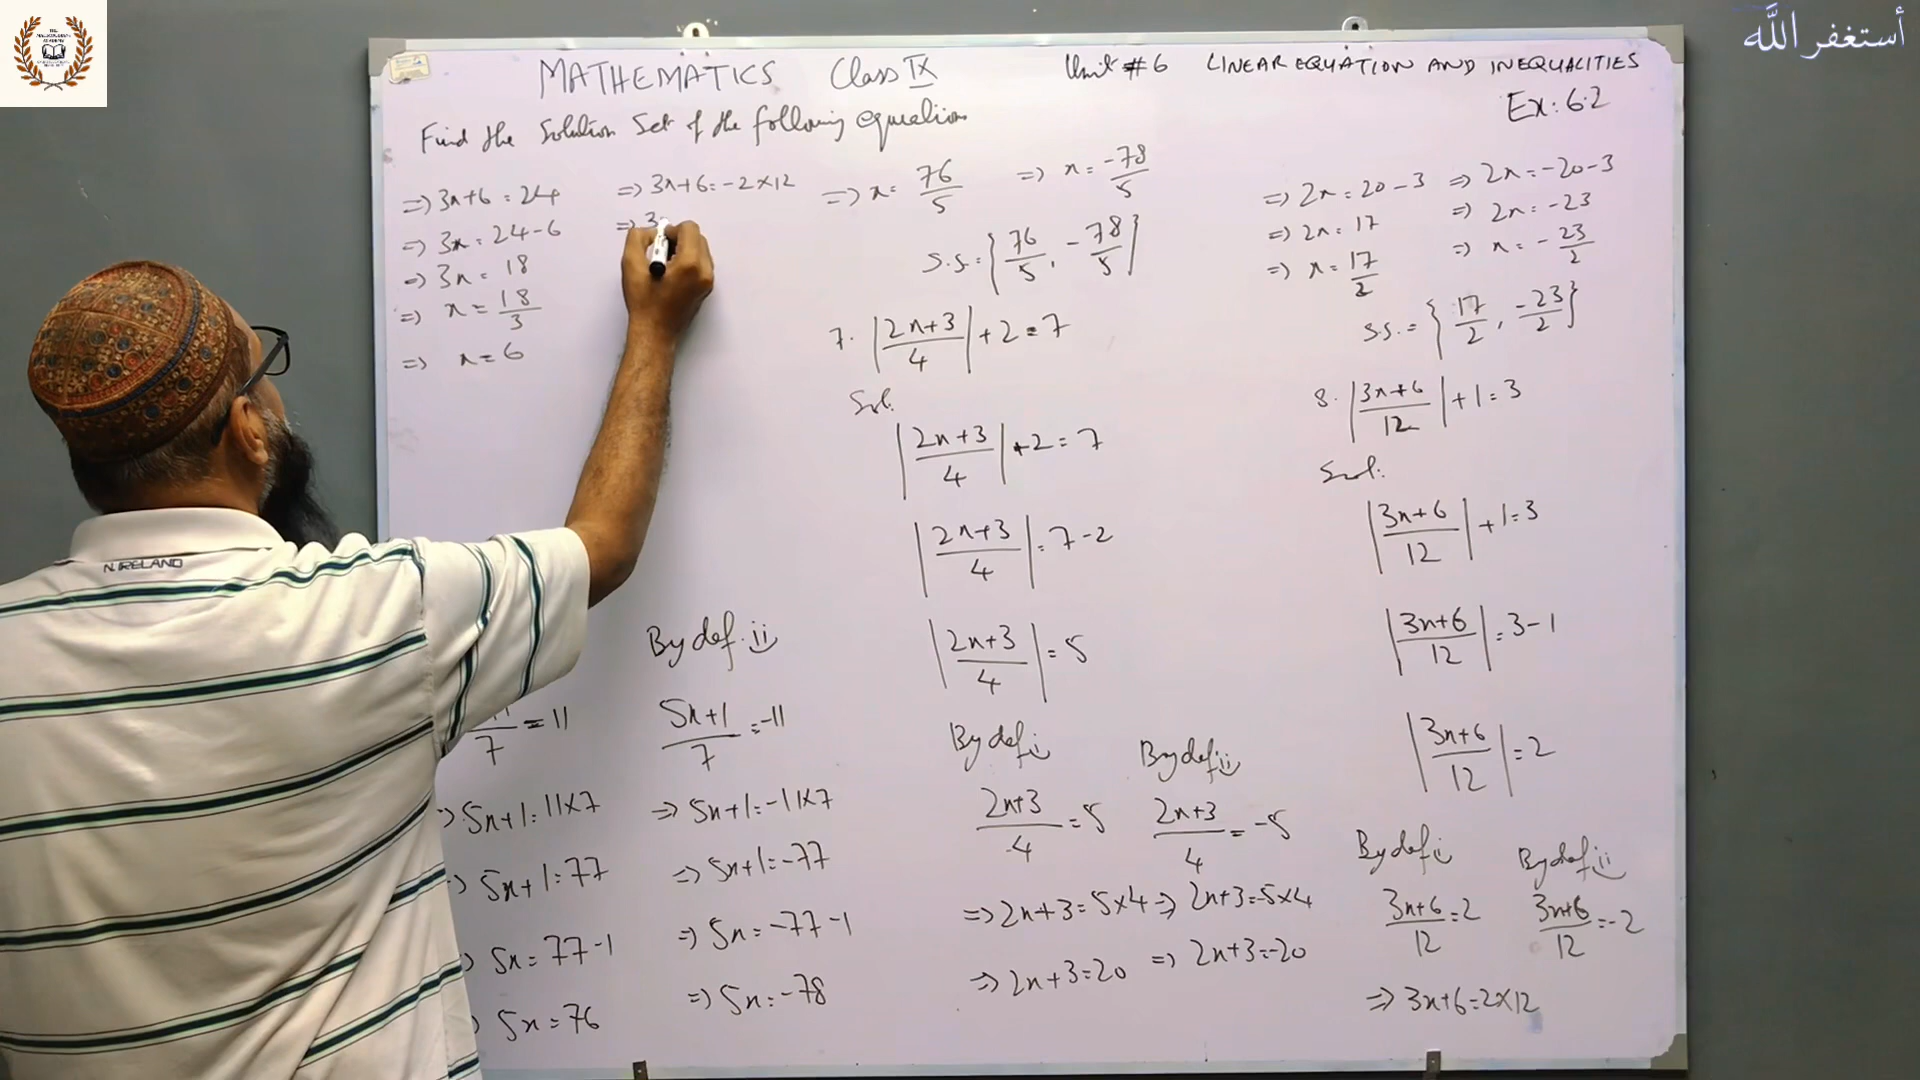 أستغفر الله
MATHEMATICS Class IX Unit # 6 LINEAR EQUATION AND INEQUALITIES
Ex: 6.2
Find the Solution Set of the following equations
=> 3x+6 = 24
=> 3x = 24-6
=> 3x = 18
=> x = 18/3
=> x = 6
=> 3x+6 = -2×12
=> 3x
By def. ii
7 = 11
=> 5x+1 = 11×7
=> 5x+1 = 77
=> 5x = 77-1
=> 5x = 76
5x+1/7 = -11
=> 5x+1 = -11×7
=> 5x+1 = -77
=> 5x = -77-1
=> 5x = -78
=> x = 76/5 => x = -78/5
S.S. = {76/5, -78/5}
7. |2x+3/4| + 2 = 7
Sol:
|2x+3/4| + 2 = 7
|2x+3/4| = 7-2
|2x+3/4| = 5
By def i By def ii
2x+3/4 = 5 2x+3/4 = -5
=> 2x+3 = 5×4 => 2x+3 = -5×4
=> 2x+3 = 20 => 2x+3 = -20
=> 2x = 20-3 => 2x = -20-3
=> 2x = 17 => 2x = -23
=> x = 17/2 => x = -23/2
S.S. = {17/2, -23/2}
8. |3x+6/12| + 1 = 3
Sol:
|3x+6/12| + 1 = 3
|3x+6/12| = 3-1
|3x+6/12| = 2
By def i By def ii
3x+6/12 = 2 3x+6/12 = -2
=> 3x+6 = 2×12
N.IRELAND